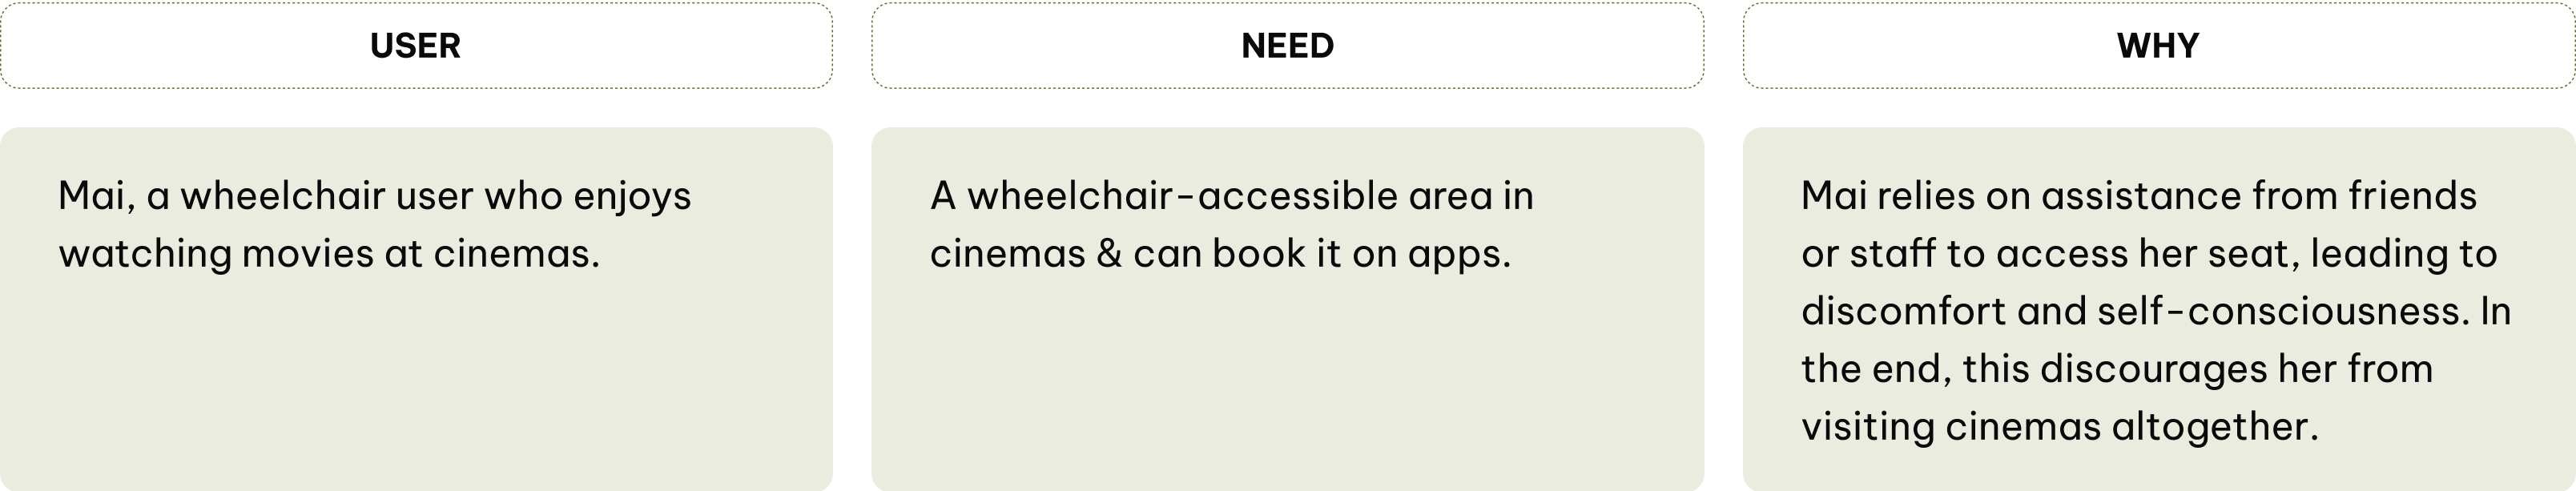 USER
Mai, a wheelchair user who enjoys
watching movies at cinemas.
NEED
A wheelchair-accessible area in
cinemas & can book it on apps.
WHY
Mai relies on assistance from friends
or staff to access her seat, leading to
discomfort and self-consciousness. In
the end, this discourages her from
visiting cinemas altogether.